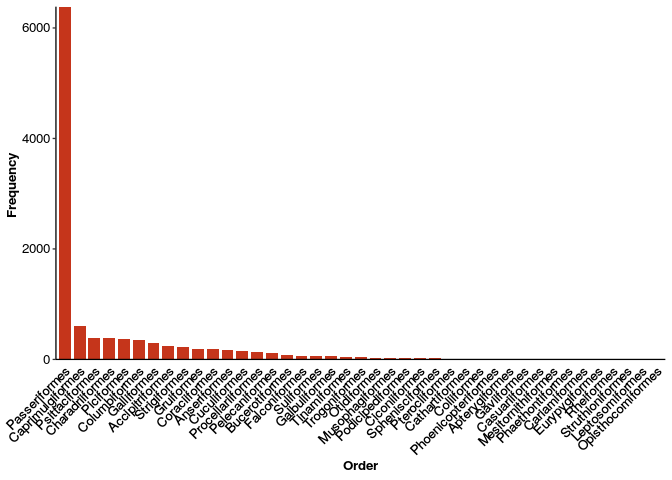 6000
4000
2000
0
Frequency
Passeriformes
Caprimulgiformes
Psittaciformes
Charadriiformes
Piciformes
Columbiformes
Galliformes
Accipitriformes
Strigiformes
Gruiformes
Coraciiformes
Anseriformes
Cuculiformes
Procellariiformes
Pelecaniformes
Bucerotiformes
Falconiformes
Suliformes
Galbuliformes
Tinamiformes
Trogoniformes
Otidiformes
Musophagiformes
Podicipediformes
Ciconiiformes
Sphenisciformes
Pterocliformes
Cathartiformes
Coliiformes
Phoenicopteriformes
Apterygiformes
Gaviiformes
Casuariiformes
Mesitornithiformes
Phaethontiformes
Cariamiformes
Eurypygiformes
Rheiformes
Struthioniformes
Leptosomiformes
Opisthocomiformes
Order